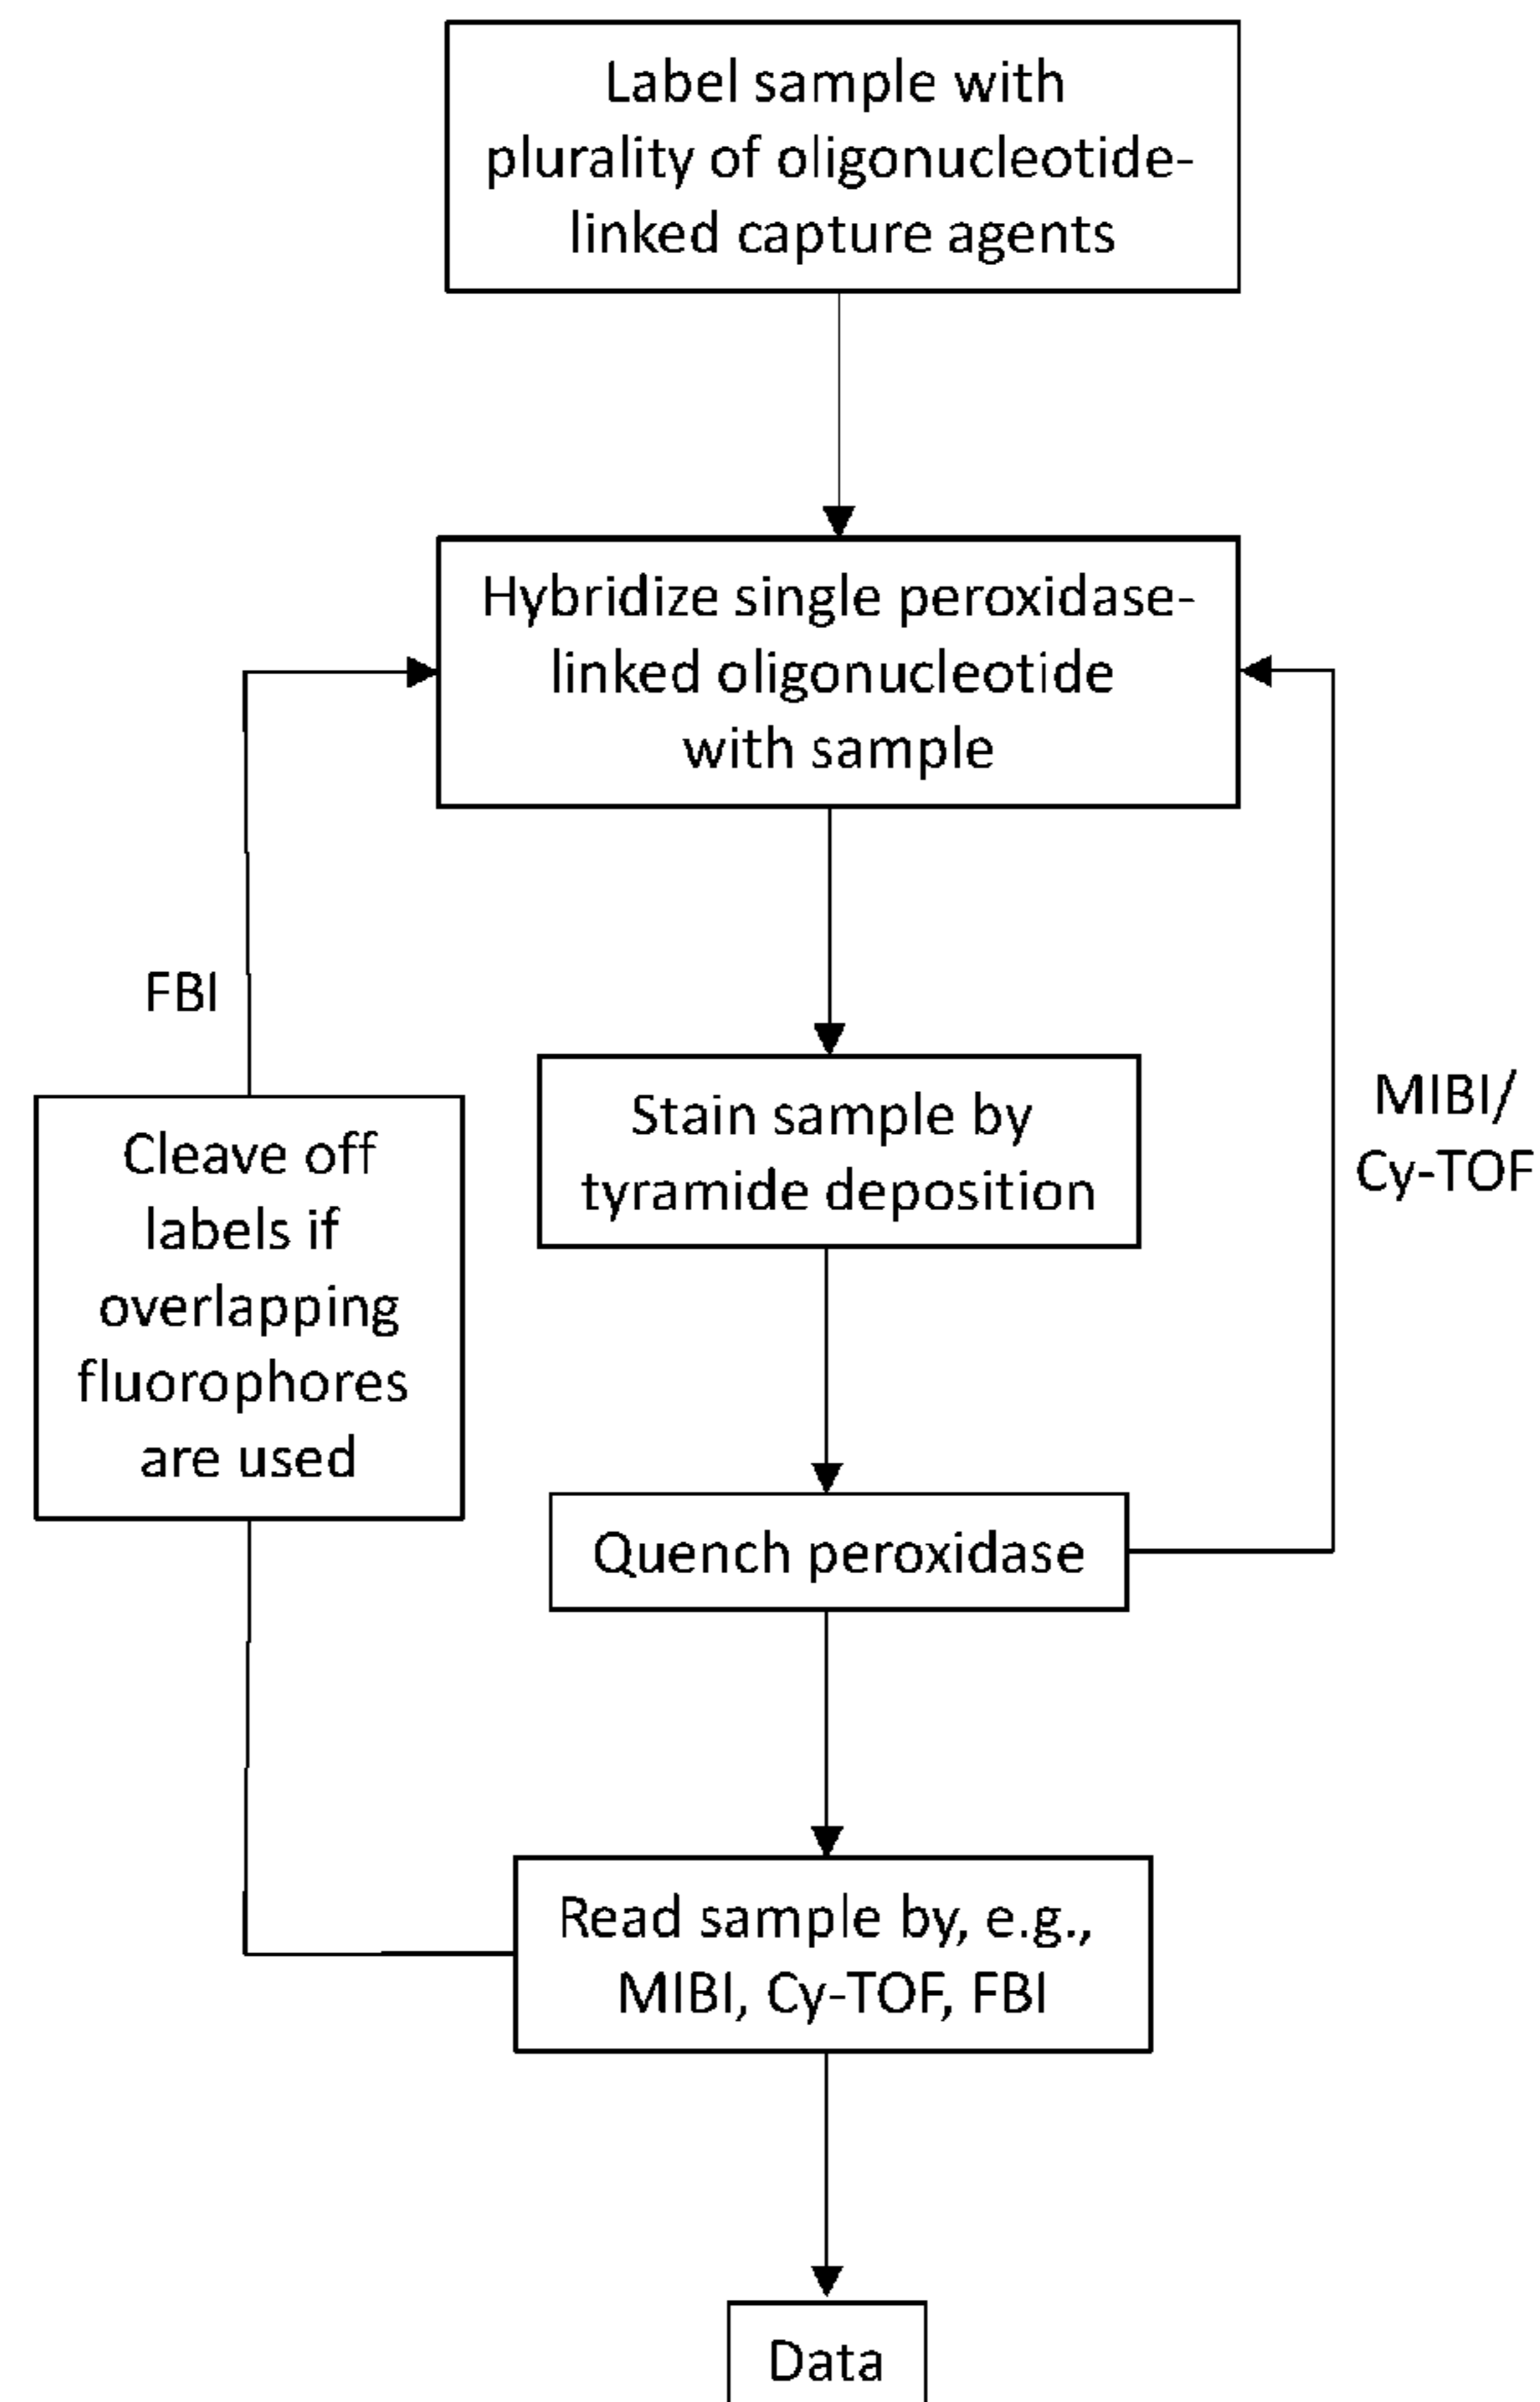 Label sample with
plurality of oligonucleotide-
linked capture agents
Hybridize single peroxidase-
linked oligonucleotide
with sample
FBI
Stain sample by
tyramide deposition
MIBI/
Cy-TOF
Cleave off
labels if
overlapping
fluorophores
are used
Quench peroxidase
Read sample by, e.g.,
MIBI, Cy-TOF, FBI
Data